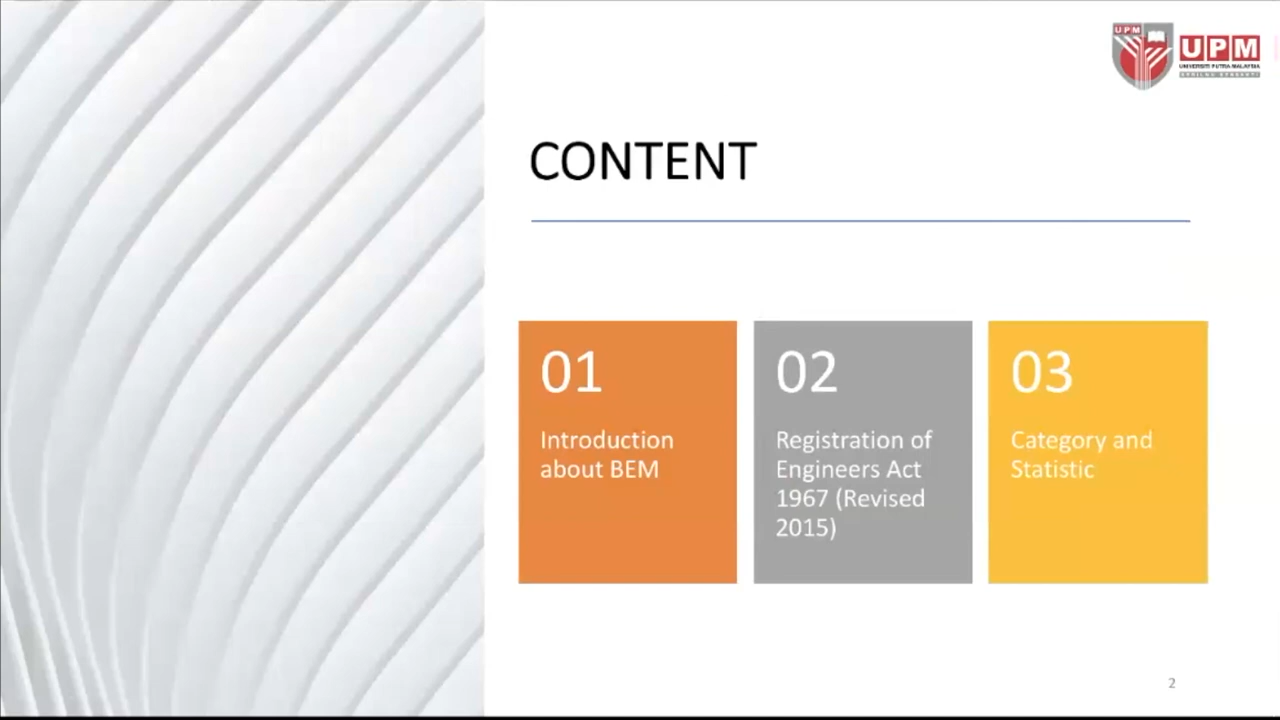 UPM
UPM
UNIVERSITI PUTRA MALAYSIA
CONTENT
01
Introduction
about BEM
02
Registration of
Engineers Act
1967 (Revised
2015)
03
Category and
Statistic
2